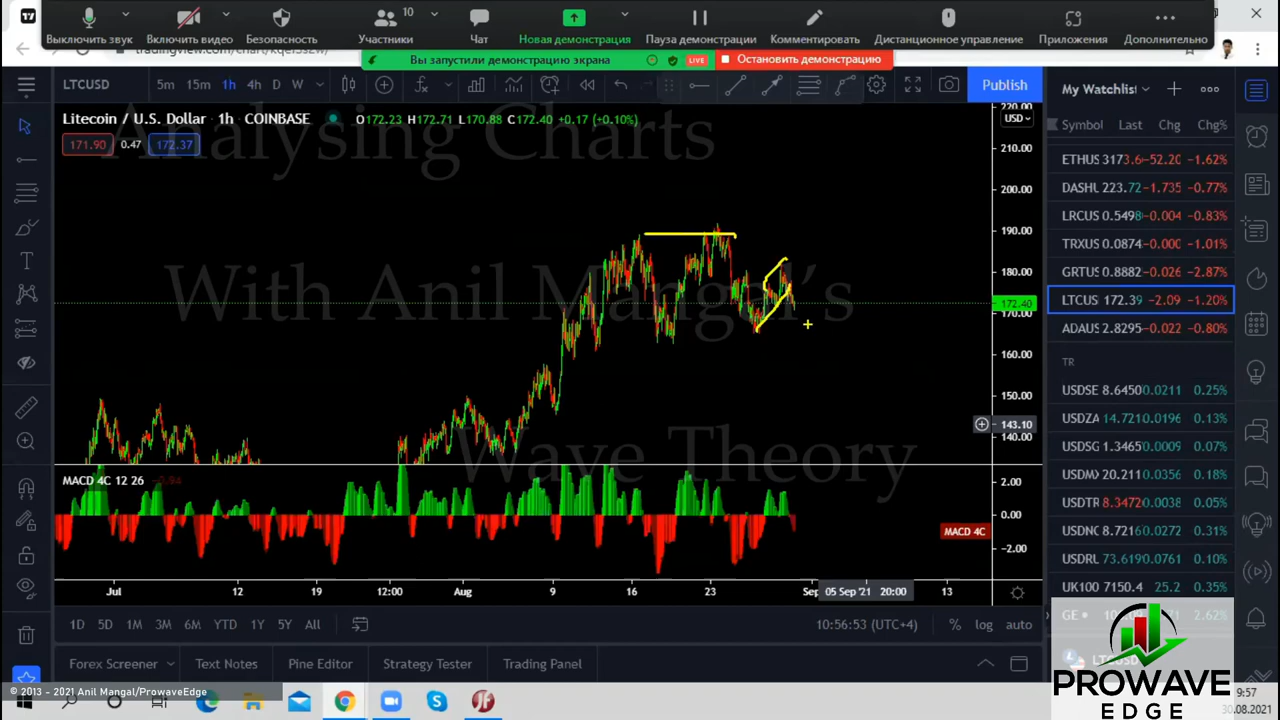 10
Выключить звук
Включить видео
Безопасность
Участники
Чат
Новая демонстрация
Пауза демонстрации
Комментировать
Дистанционное управление
Приложения
Дополнительно
Вы запустили демонстрацию экрана
LIVE
Остановить демонстрацию
LTCUSD
5m
15m
1h
4h
D
W
Publish
My Watchlist
Symbol Last Chg Chg%
Litecoin / U.S. Dollar 1h COINBASE
O172.23 H172.71 L170.88 C172.40 +0.17 (+0.10%)
171.90
0.47
172.37
Analysing Charts
With Anil Mangal's
Wave Theory
220.00
USD
210.00
200.00
190.00
180.00
172.40
170.00
160.00
150.00
143.10
140.00
ETHUS 3173.6 -52.20 -1.62%
DASHU 223.72 -1.735 -0.77%
LRCUS 0.5498 -0.004 -0.83%
TRXUS 0.0874 -0.000 -1.01%
GRTUS 0.8882 -0.026 -2.87%
LTCUS 172.39 -2.09 -1.20%
ADAUS 2.8295 -0.022 -0.80%
TR
USDSE 8.6450 0.0211 0.25%
USDZA 14.721 0.0196 0.13%
USDSG 1.3465 0.0009 0.07%
USDM 20.211 0.0356 0.18%
USDTR 8.3472 0.0038 0.05%
USDNC 8.7216 0.0272 0.31%
USDRU 73.619 0.0761 0.10%
UK100 7150.4 25.2 0.35%
GE 2.62%
MACD 4C 12 26
2.00
0.00
MACD 4C
-2.00
Jul
12
19
12:00
Aug
9
16
23
Sep
05 Sep '21 20:00
13
1D
5D
1M
3M
6M
YTD
1Y
5Y
All
10:56:53 (UTC+4)
%
log
auto
Forex Screener
Text Notes
Pine Editor
Strategy Tester
Trading Panel
LTCUSD
PROWAVE
EDGE
© 2013 - 2021 Anil Mangal/ProwaveEdge
9:57
30.08.2021